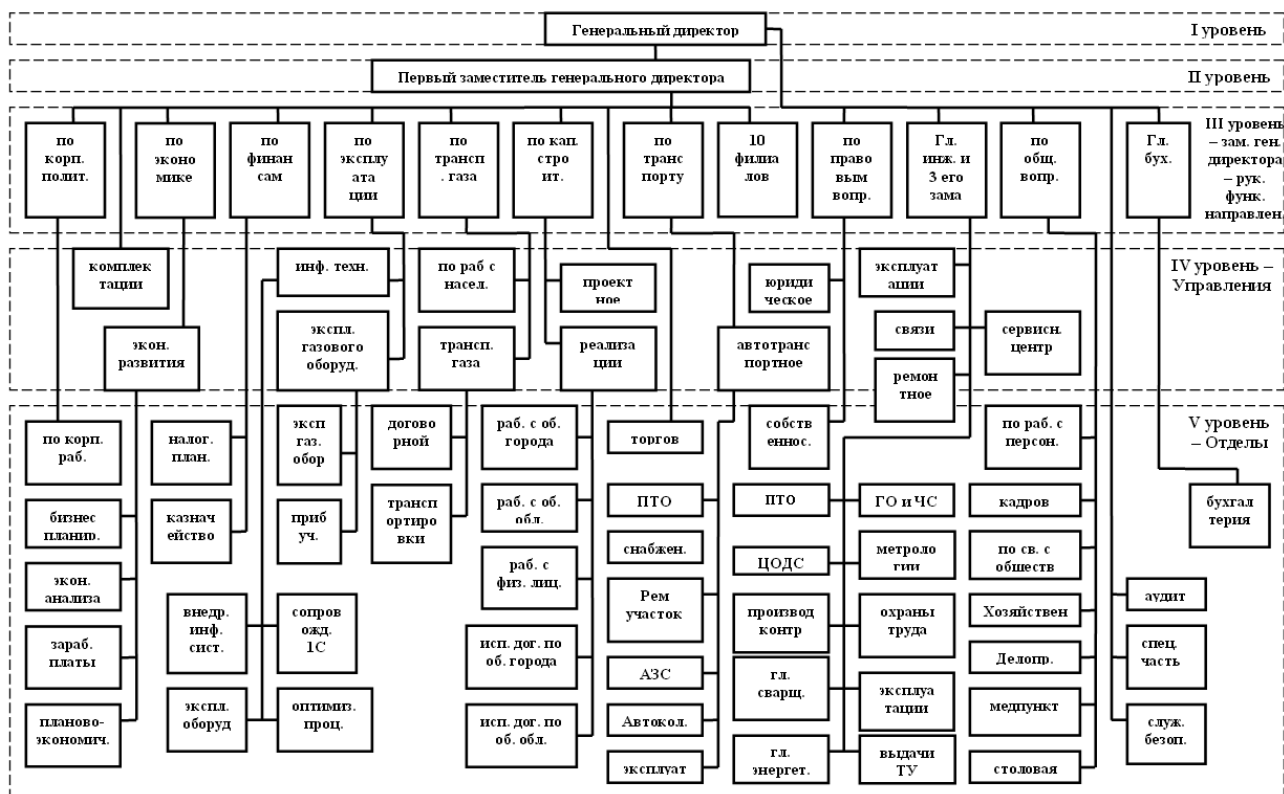 Генеральный директор
I уровень
Первый заместитель генерального директора
II уровень
по
корп.
полит.
по
эконо
мике
по
финан
сам
по
эксплу
ата
ции
по
трансп
. газа
по кап.
стро
ит.
по
транс
порту
10
филиа
лов
по
право
вым
вопр.
Гл.
инж. и
3 его
зама
по
общ.
вопр.
Гл.
бух.
III уровень
– зам. ген.
директора
– рук.
функ.
направлен.
комплек
тации
инф. техн.
по раб с
насел.
проект
ное
юриди
ческое
эксплуат
ации
IV уровень –
Управления
экон.
развития
экспл.
газового
оборуд.
трансп.
газа
реализа
ции
автотранс
портное
связи
сервисн.
центр
ремон
тное
по корп.
раб.
налог.
план.
эксп
газ.
обор
догово
рной
раб. с об.
города
торгов
собств
еннос.
по раб. с
персон.
V уровень
– Отделы
бизнес
планир.
казнач
ейство
приб
уч.
трансп
ортиро
вки
раб. с об.
обл.
ПТО
ПТО
ГО и ЧС
кадров
бухгал
терия
экон.
анализа
раб. с
физ. лиц.
снабжен.
ЦОДС
метроло
гии
по св. с
обществ
зараб.
платы
внедр.
инф.
сист.
сопров
ожд.
1С
Рем
участок
производ
контр
охраны
труда
Хозяйствен
аудит
исп. дог. по
об. города
АЗС
гл.
сварщ.
эксплуа
тации
Делопр.
спец.
часть
планово-
экономич.
экспл.
оборуд
оптимиз.
проц.
исп. дог. по
об. обл.
Автокол.
медпункт
служ.
безоп.
эксплуат
гл.
энергет.
выдачи
ТУ
столовая